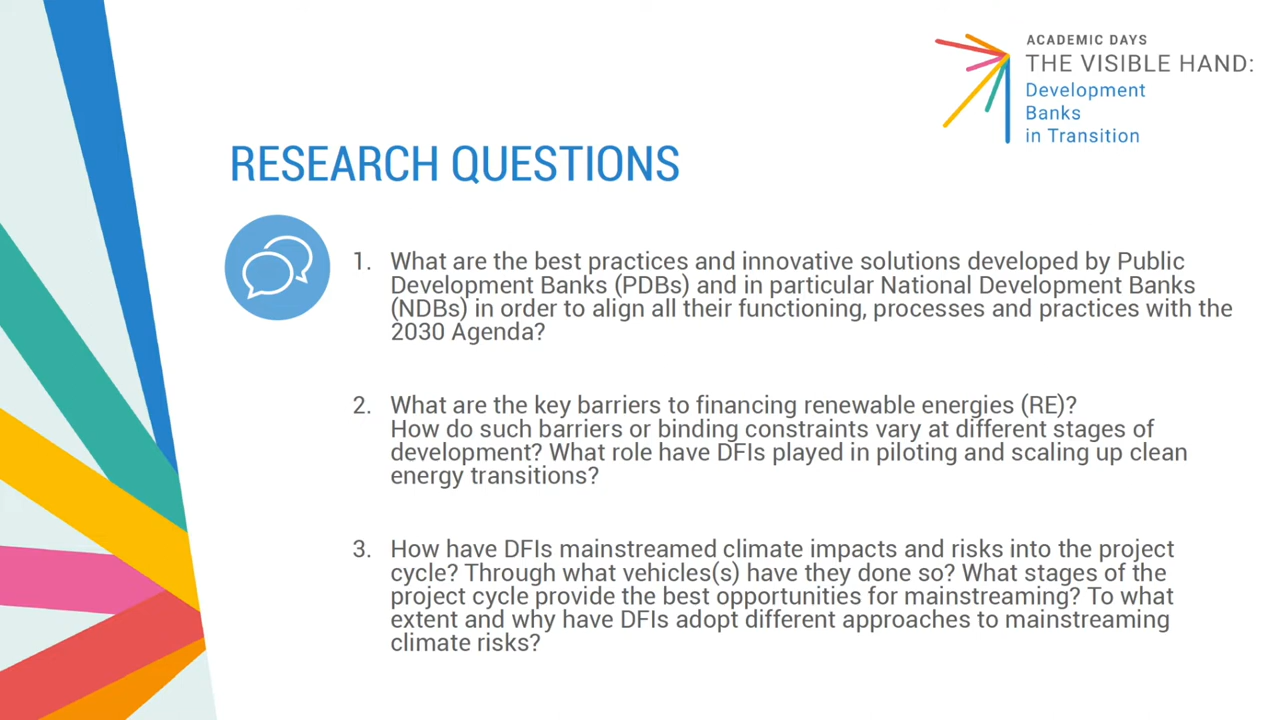 ACADEMIC DAYS
THE VISIBLE HAND:
Development
Banks
in Transition
RESEARCH QUESTIONS
1. What are the best practices and innovative solutions developed by Public
Development Banks (PDBs) and in particular National Development Banks
(NDBs) in order to align all their functioning, processes and practices with the
2030 Agenda?
2. What are the key barriers to financing renewable energies (RE)?
How do such barriers or binding constraints vary at different stages of
development? What role have DFIs played in piloting and scaling up clean
energy transitions?
3. How have DFIs mainstreamed climate impacts and risks into the project
cycle? Through what vehicles(s) have they done so? What stages of the
project cycle provide the best opportunities for mainstreaming? To what
extent and why have DFIs adopt different approaches to mainstreaming
climate risks?